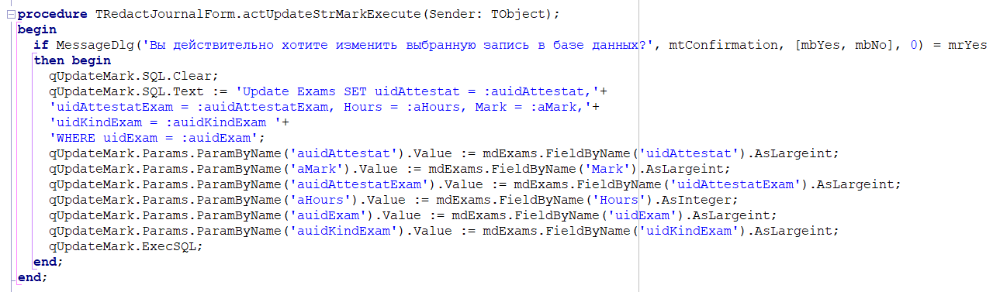 procedure TRedactJournalForm.actUpdateStrMarkExecute(Sender: TObject);
begin
if MessageDlg('Вы действительно хотите изменить выбранную запись в базе данных?', mtConfirmation, [mbYes, mbNo], 0) = mrYes
then begin
qUpdateMark.SQL.Clear;
qUpdateMark.SQL.Text := 'Update Exams SET uidAttestat = :auidAttestat,'+
'uidAttestatExam = :auidAttestatExam, Hours = :aHours, Mark = :aMark,'+
'uidKindExam = :auidKindExam '+
'WHERE uidExam = :auidExam';
qUpdateMark.Params.ParamByName('auidAttestat').Value := mdExams.FieldByName('uidAttestat').AsLargeint;
qUpdateMark.Params.ParamByName('aMark').Value := mdExams.FieldByName('Mark').AsLargeint;
qUpdateMark.Params.ParamByName('auidAttestatExam').Value := mdExams.FieldByName('uidAttestatExam').AsLargeint;
qUpdateMark.Params.ParamByName('aHours').Value := mdExams.FieldByName('Hours').AsInteger;
qUpdateMark.Params.ParamByName('auidExam').Value := mdExams.FieldByName('uidExam').AsLargeint;
qUpdateMark.Params.ParamByName('auidKindExam').Value := mdExams.FieldByName('uidKindExam').AsLargeint;
qUpdateMark.ExecSQL;
end;
end;